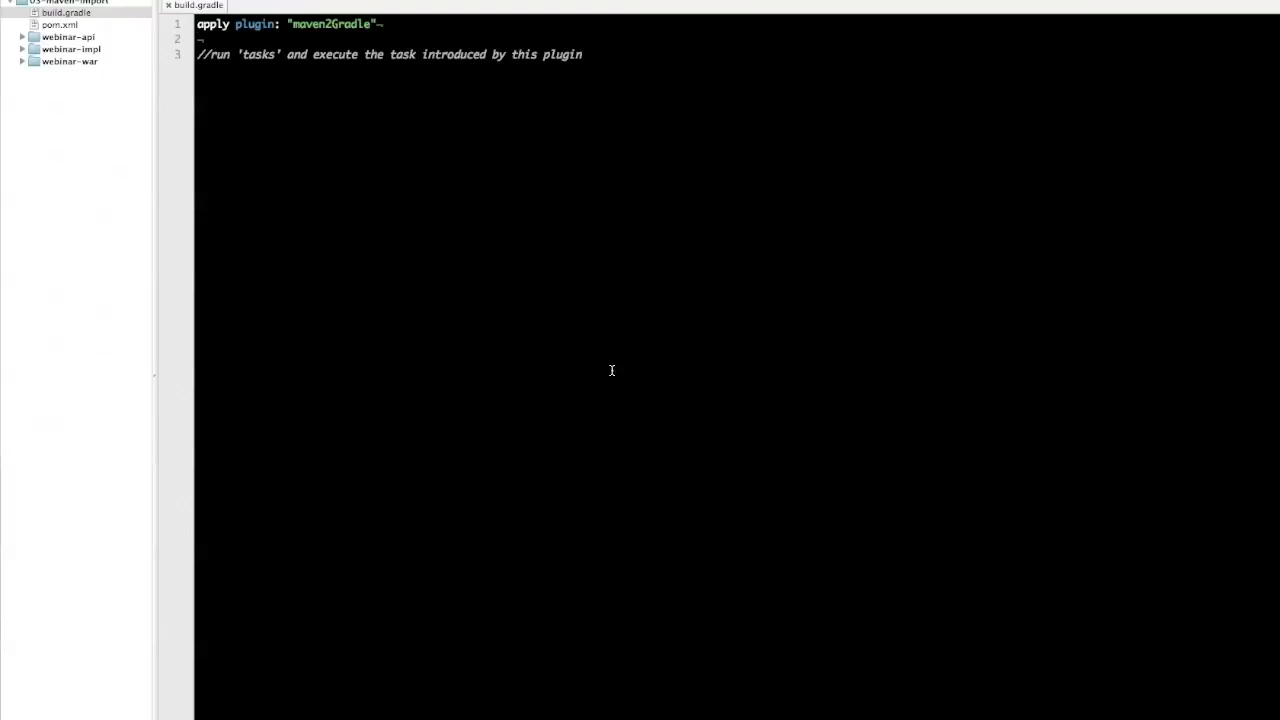 03-maven-import
build.gradle
pom.xml
webinar-api
webinar-impl
webinar-war
build.gradle
1 apply plugin: "maven2Gradle"¬
2 ¬
3 //run 'tasks' and execute the task introduced by this plugin